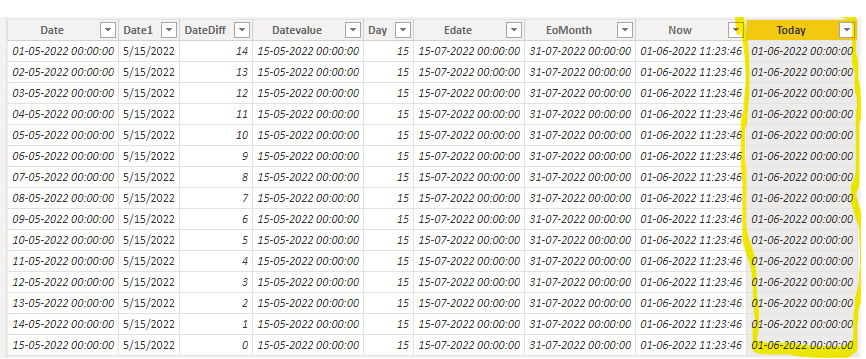 Date Date1 DateDiff Datevalue Day Edate EoMonth Now Today
01-05-2022 00:00:00 5/15/2022 14 15-05-2022 00:00:00 15 15-07-2022 00:00:00 31-07-2022 00:00:00 01-06-2022 11:23:46 01-06-2022 00:00:00
02-05-2022 00:00:00 5/15/2022 13 15-05-2022 00:00:00 15 15-07-2022 00:00:00 31-07-2022 00:00:00 01-06-2022 11:23:46 01-06-2022 00:00:00
03-05-2022 00:00:00 5/15/2022 12 15-05-2022 00:00:00 15 15-07-2022 00:00:00 31-07-2022 00:00:00 01-06-2022 11:23:46 01-06-2022 00:00:00
04-05-2022 00:00:00 5/15/2022 11 15-05-2022 00:00:00 15 15-07-2022 00:00:00 31-07-2022 00:00:00 01-06-2022 11:23:46 01-06-2022 00:00:00
05-05-2022 00:00:00 5/15/2022 10 15-05-2022 00:00:00 15 15-07-2022 00:00:00 31-07-2022 00:00:00 01-06-2022 11:23:46 01-06-2022 00:00:00
06-05-2022 00:00:00 5/15/2022 9 15-05-2022 00:00:00 15 15-07-2022 00:00:00 31-07-2022 00:00:00 01-06-2022 11:23:46 01-06-2022 00:00:00
07-05-2022 00:00:00 5/15/2022 8 15-05-2022 00:00:00 15 15-07-2022 00:00:00 31-07-2022 00:00:00 01-06-2022 11:23:46 01-06-2022 00:00:00
08-05-2022 00:00:00 5/15/2022 7 15-05-2022 00:00:00 15 15-07-2022 00:00:00 31-07-2022 00:00:00 01-06-2022 11:23:46 01-06-2022 00:00:00
09-05-2022 00:00:00 5/15/2022 6 15-05-2022 00:00:00 15 15-07-2022 00:00:00 31-07-2022 00:00:00 01-06-2022 11:23:46 01-06-2022 00:00:00
10-05-2022 00:00:00 5/15/2022 5 15-05-2022 00:00:00 15 15-07-2022 00:00:00 31-07-2022 00:00:00 01-06-2022 11:23:46 01-06-2022 00:00:00
11-05-2022 00:00:00 5/15/2022 4 15-05-2022 00:00:00 15 15-07-2022 00:00:00 31-07-2022 00:00:00 01-06-2022 11:23:46 01-06-2022 00:00:00
12-05-2022 00:00:00 5/15/2022 3 15-05-2022 00:00:00 15 15-07-2022 00:00:00 31-07-2022 00:00:00 01-06-2022 11:23:46 01-06-2022 00:00:00
13-05-2022 00:00:00 5/15/2022 2 15-05-2022 00:00:00 15 15-07-2022 00:00:00 31-07-2022 00:00:00 01-06-2022 11:23:46 01-06-2022 00:00:00
14-05-2022 00:00:00 5/15/2022 1 15-05-2022 00:00:00 15 15-07-2022 00:00:00 31-07-2022 00:00:00 01-06-2022 11:23:46 01-06-2022 00:00:00
15-05-2022 00:00:00 5/15/2022 0 15-05-2022 00:00:00 15 15-07-2022 00:00:00 31-07-2022 00:00:00 01-06-2022 11:23:46 01-06-2022 00:00:00